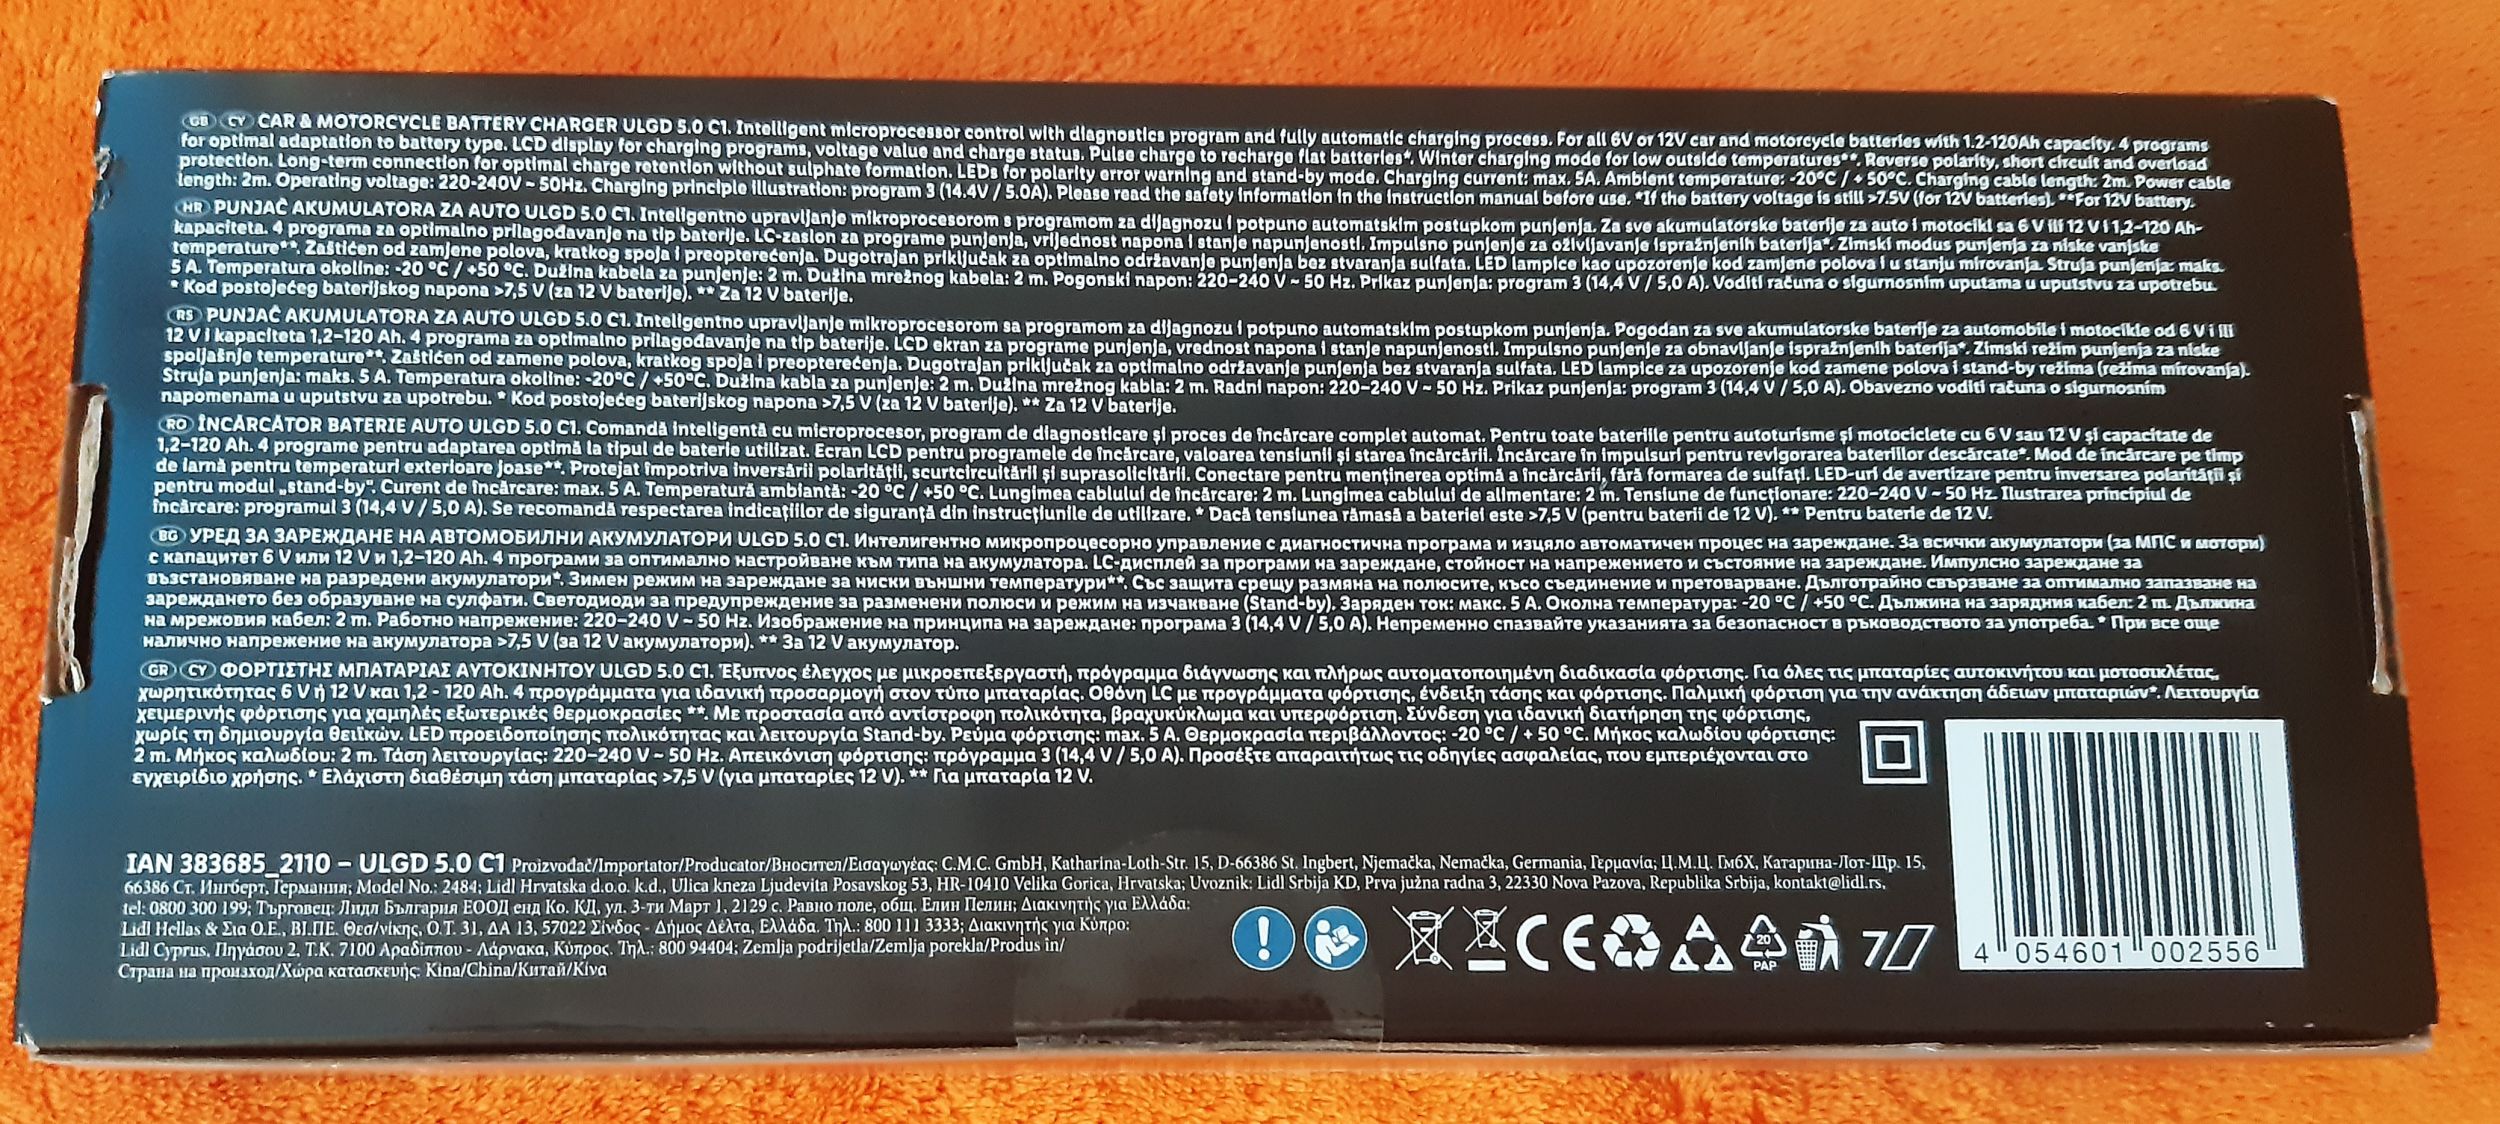 GB CY CAR & MOTORCYCLE BATTERY CHARGER ULGD 5.0 C1. Intelligent microprocessor control with diagnostics program and fully automatic charging process. For all 6V or 12V car and motorcycle batteries with 1.2-120Ah capacity. 4 programs
for optimal adaptation to battery type. LCD display for charging programs, voltage value and charge status. Pulse charge to recharge flat batteries*. Winter charging mode for low outside temperatures**. Reverse polarity, short circuit and overload
protection. Long-term connection for optimal charge retention without sulphate formation. LEDs for polarity error warning and stand-by mode. Charging current: max. 5A. Ambient temperature: -20°C / + 50°C. Charging cable length: 2m. Power cable
length: 2m. Operating voltage: 220-240V ~ 50Hz. Charging principle illustration: program 3 (14.4V / 5.0A). Please read the safety information in the instruction manual before use. *If the battery voltage is still >7.5V (for 12V batteries). **For 12V battery.
HR PUNJAČ AKUMULATORA ZA AUTO ULGD 5.0 C1. Inteligentno upravljanje mikroprocesorom s programom za dijagnozu i potpuno automatskim postupkom punjenja. Za sve akumulatorske baterije za auto i motocikl sa 6 V ili 12 V i 1,2–120 Ah-
kapaciteta. 4 programa za optimalno prilagođavanje na tip baterije. LC-zaslon za programe punjenja, vrijednost napona i stanje napunjenosti. Impulsno punjenje za oživljavanje ispražnjenih baterija*. Zimski modus punjenja za niske vanjske
temperature**. Zaštićen od zamjene polova, kratkog spoja i preopterećenja. Dugotrajan priključak za optimalno održavanje punjenja bez stvaranja sulfata. LED lampice kao upozorenje kod zamjene polova i u stanju mirovanja. Struja punjenja: maks.
5 A. Temperatura okoline: -20 °C / +50 °C. Dužina kabela za punjenje: 2 m. Dužina mrežnog kabela: 2 m. Pogonski napon: 220–240 V ~ 50 Hz. Prikaz punjenja: program 3 (14,4 V / 5,0 A). Voditi računa o sigurnosnim uputama u uputstvu za upotrebu.
* Kod postojećeg baterijskog napona >7,5 V (za 12 V baterije). ** Za 12 V baterije.
RS PUNJAČ AKUMULATORA ZA AUTO ULGD 5.0 C1. Inteligentno upravljanje mikroprocesorom sa programom za dijagnozu i potpuno automatskim postupkom punjenja. Pogodan za sve akumulatorske baterije za automobile i motocikle od 6 V i ili
12 V i kapaciteta 1,2–120 Ah. 4 programa za optimalno prilagođavanje na tip baterije. LCD ekran za programe punjenja, vrednost napona i stanje napunjenosti. Impulsno punjenje za obnavljanje ispražnjenih baterija*. Zimski režim punjenja za niske
spoljašnje temperature**. Zaštićen od zamene polova, kratkog spoja i preopterećenja. Dugotrajan priključak za optimalno održavanje punjenja bez stvaranja sulfata. LED lampice za upozorenje kod zamene polova i stand-by režima (režima mirovanja).
Struja punjenja: maks. 5 A. Temperatura okoline: -20°C / +50°C. Dužina kabla za punjenje: 2 m. Dužina mrežnog kabla: 2 m. Radni napon: 220–240 V ~ 50 Hz. Prikaz punjenja: program 3 (14,4 V / 5,0 A). Obavezno voditi računa o sigurnosnim
napomenama u uputstvu za upotrebu. * Kod postojećeg baterijskog napona >7,5 V (za 12 V baterije). ** Za 12 V baterije.
RO ÎNCĂRCĂTOR BATERIE AUTO ULGD 5.0 C1. Comandă inteligentă cu microprocesor, program de diagnosticare și proces de încărcare complet automat. Pentru toate bateriile pentru autoturisme și motociclete cu 6 V sau 12 V și capacitate de
1,2–120 Ah. 4 programe pentru adaptarea optimă la tipul de baterie utilizat. Ecran LCD pentru programele de încărcare, valoarea tensiunii și starea încărcării. Încărcare în impulsuri pentru revigorarea bateriilor descărcate*. Mod de încărcare pe timp
de iarnă pentru temperaturi exterioare joase**. Protejat împotriva inversării polarității, scurtcircuitării și suprasolicitării. Conectare pentru menținerea optimă a încărcării, fără formarea de sulfați. LED-uri de avertizare pentru inversarea polarității și
pentru modul „stand-by“. Curent de încărcare: max. 5 A. Temperatură ambiantă: -20 °C / +50 °C. Lungimea cablului de încărcare: 2 m. Lungimea cablului de alimentare: 2 m. Tensiune de funcționare: 220–240 V ~ 50 Hz. Ilustrarea principiul de
încărcare: programul 3 (14,4 V / 5,0 A). Se recomandă respectarea indicațiilor de siguranță din instrucțiunile de utilizare. * Dacă tensiunea rămasă a bateriei este >7,5 V (pentru baterii de 12 V). ** Pentru baterie de 12 V.
BG УРЕД ЗА ЗАРЕЖДАНЕ НА АВТОМОБИЛНИ АКУМУЛАТОРИ ULGD 5.0 C1. Интелигентно микропроцесорно управление с диагностична програма и изцяло автоматичен процес на зареждане. За всички акумулатори (за МПС и мотори)
с капацитет 6 V или 12 V и 1,2–120 Ah. 4 програми за оптимално настройване към типа на акумулатора. LC-дисплей за програми на зареждане, стойност на напрежението и състояние на зареждане. Импулсно зареждане за
възстановяване на разредени акумулатори*. Зимен режим на зареждане за ниски външни температури**. Със защита срещу размяна на полюсите, късо съединение и претоварване. Дълготрайно свързване за оптимално запазване на
зареждането без образуване на сулфати. Светодиоди за предупреждение за разменени полюси и режим на изчакване (Stand-by). Заряден ток: макс. 5 A. Околна температура: -20 °C / +50 °C. Дължина на зарядния кабел: 2 m. Дължина
на мрежовия кабел: 2 m. Работно напрежение: 220–240 V ~ 50 Hz. Изображение на принципа на зареждане: програма 3 (14,4 V / 5,0 A). Непременно спазвайте указанията за безопасност в ръководството за употреба. * При все още
налично напрежение на акумулатора >7,5 V (за 12 V акумулатори). ** За 12 V акумулатор.
GR CY ΦΟΡΤΙΣΤΗΣ ΜΠΑΤΑΡΙΑΣ ΑΥΤΟΚΙΝΗΤΟΥ ULGD 5.0 C1. Έξυπνος έλεγχος με μικροεπεξεργαστή, πρόγραμμα διάγνωσης και πλήρως αυτοματοποιημένη διαδικασία φόρτισης. Για όλες τις μπαταρίες αυτοκινήτου και μοτοσικλέτας,
χωρητικότητας 6 V ή 12 V και 1,2 - 120 Ah. 4 προγράμματα για ιδανική προσαρμογή στον τύπο μπαταρίας. Οθόνη LC με προγράμματα φόρτισης, ένδειξη τάσης και φόρτισης. Παλμική φόρτιση για την ανάκτηση άδειων μπαταριών*. Λειτουργία
χειμερινής φόρτισης για χαμηλές εξωτερικές θερμοκρασίες **. Με προστασία από αντίστροφη πολικότητα, βραχυκύκλωμα και υπερφόρτιση. Σύνδεση για ιδανική διατήρηση της φόρτισης,
χωρίς τη δημιουργία θειϊκών. LED προειδοποίησης πολικότητας και λειτουργία Stand-by. Ρεύμα φόρτισης: max. 5 A. Θερμοκρασία περιβάλλοντος: -20 °C / + 50 °C. Μήκος καλωδίου φόρτισης:
2 m. Μήκος καλωδίου: 2 m. Τάση λειτουργίας: 220–240 V ~ 50 Hz. Απεικόνιση φόρτισης: πρόγραμμα 3 (14,4 V / 5,0 A). Προσέξτε απαραιτήτως τις οδηγίες ασφαλείας, που εμπεριέχονται στο
εγχειρίδιο χρήσης. * Ελάχιστη διαθέσιμη τάση μπαταρίας >7,5 V (για μπαταρίες 12 V). ** Για μπαταρία 12 V.
IAN 383685_2110 – ULGD 5.0 C1 Proizvođač/Importator/Producator/Вносител/Εισαγωγέας: C.M.C. GmbH, Katharina-Loth-Str. 15, D-66386 St. Ingbert, Njemačka, Nemačka, Germania, Γερμανία; Ц.М.Ц. ГмбХ, Катарина-Лот-Щр. 15,
66386 Ст. Ингберт, Германия; Model No.: 2484; Lidl Hrvatska d.o.o. k.d., Ulica kneza Ljudevita Posavskog 53, HR-10410 Velika Gorica, Hrvatska; Uvoznik: Lidl Srbija KD, Prva južna radna 3, 22330 Nova Pazova, Republika Srbija, kontakt@lidl.rs,
tel: 0800 300 199; Търговец: Лидл България ЕООД енд Ко. КД, ул. 3-ти Март 1, 2129 с. Равно поле, общ. Елин Пелин; Διακινητής για Ελλάδα:
Lidl Hellas & Σια Ο.Ε., ΒΙ.ΠΕ. Θεσ/νίκης, Ο.Τ. 31, ΔΑ 13, 57022 Σίνδος - Δήμος Δέλτα, Ελλάδα. Τηλ.: 800 111 3333; Διακινητής για Κύπρο:
Lidl Cyprus, Πηγάσου 2, Τ.Κ. 7100 Αραδίππου - Λάρνακα, Κύπρος. Τηλ.: 800 94404; Zemlja podrijetla/Zemlja porekla/Produs în/
Страна на произход/Χώρα κατασκευής: Kina/China/Китай/Κίνα
CE
20
PAP
4 054601 002556